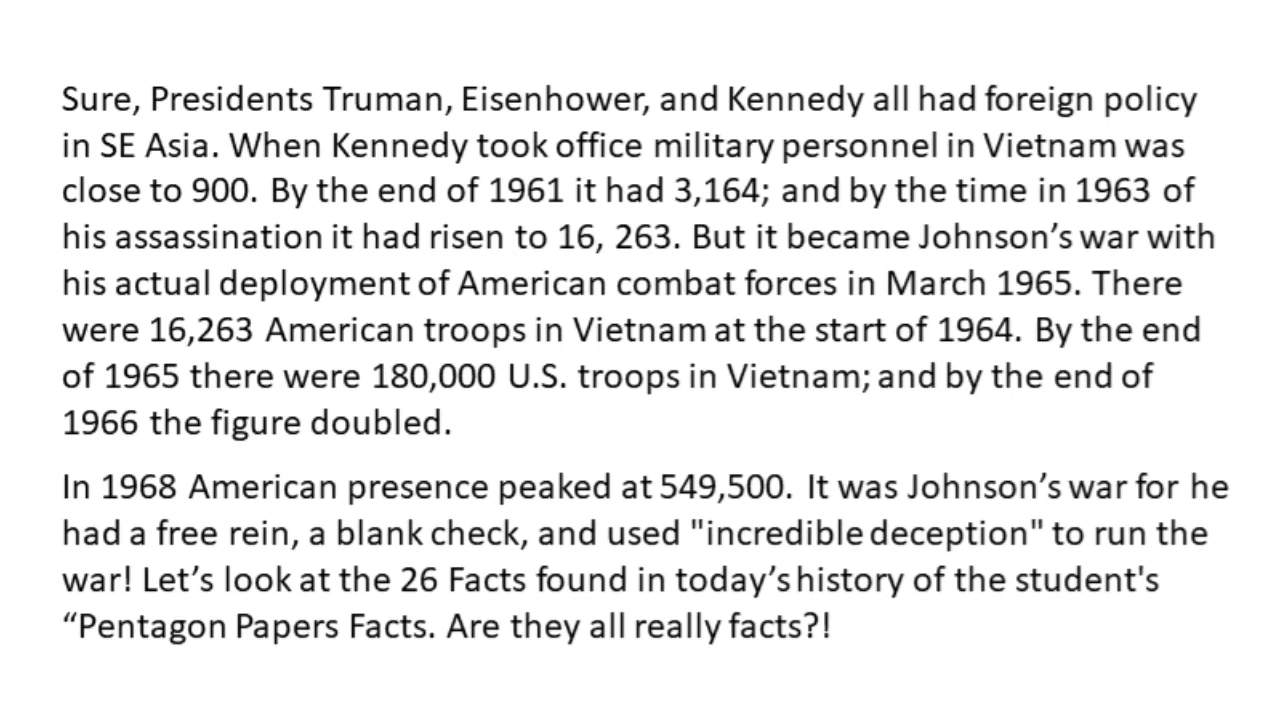 Sure, Presidents Truman, Eisenhower, and Kennedy all had foreign policy
in SE Asia. When Kennedy took office military personnel in Vietnam was
close to 900. By the end of 1961 it had 3,164; and by the time in 1963 of
his assassination it had risen to 16, 263. But it became Johnson’s war with
his actual deployment of American combat forces in March 1965. There
were 16,263 American troops in Vietnam at the start of 1964. By the end
of 1965 there were 180,000 U.S. troops in Vietnam; and by the end of
1966 the figure doubled.
In 1968 American presence peaked at 549,500. It was Johnson’s war for he
had a free rein, a blank check, and used "incredible deception" to run the
war! Let’s look at the 26 Facts found in today’s history of the student's
“Pentagon Papers Facts. Are they all really facts?!